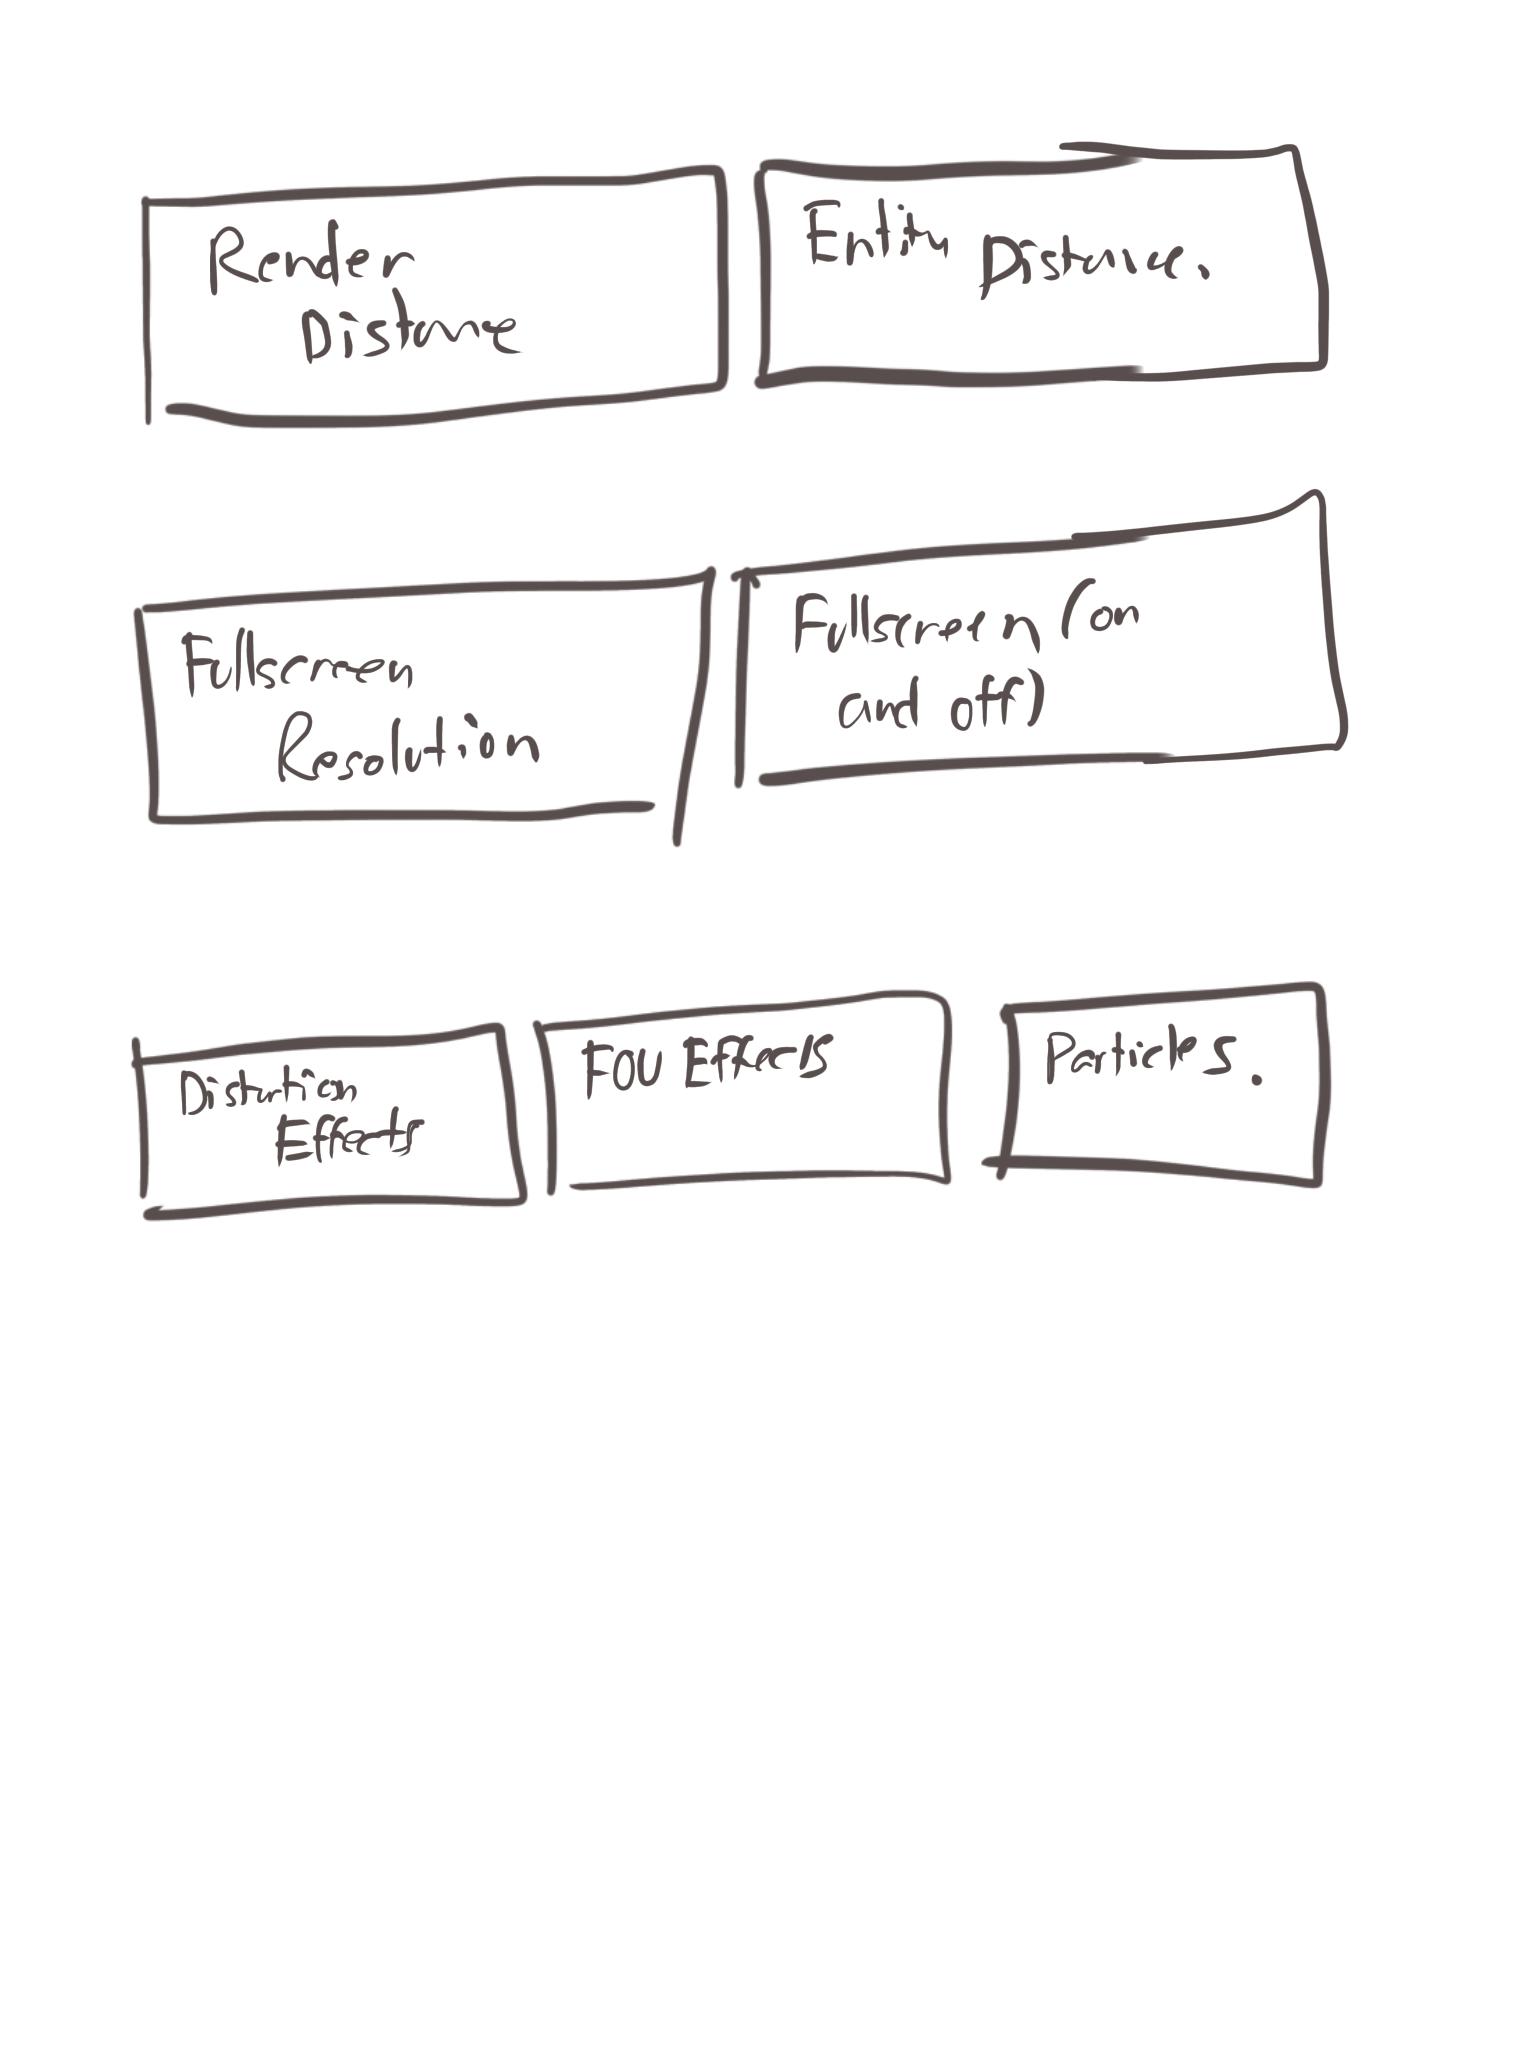 Render
Distance
Entity Distance.
Fullscreen
Resolution
Fullscreen (on
and off)
Distortion
Effects
FOV Effects
Particles.